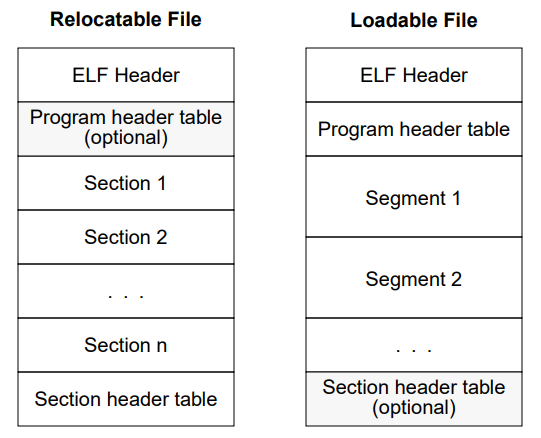 Relocatable File
ELF Header
Program header table
(optional)
Section 1
Section 2
. . .
Section n
Section header table
Loadable File
ELF Header
Program header table
Segment 1
Segment 2
. . .
Section header table
(optional)